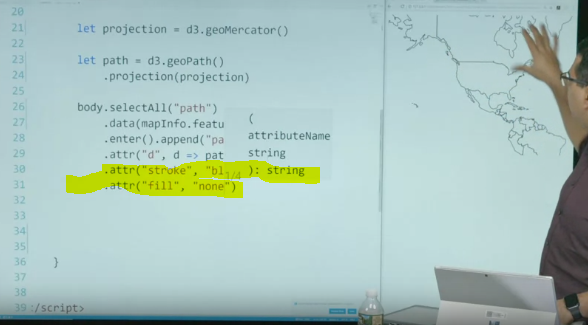 20
21 let projection = d3.geoMercator()
22
23 let path = d3.geoPath()
24 .projection(projection)
25
26 body.selectAll("path")
27 .data(mapInfo.featu (
28 .enter().append("pa attributeName
29 .attr("d", d => pat string
30 .attr("stroke", "bl 1/4 ): string
31 .attr("fill", "none")
32
33
34
35
36 }
37
38
39 /script>